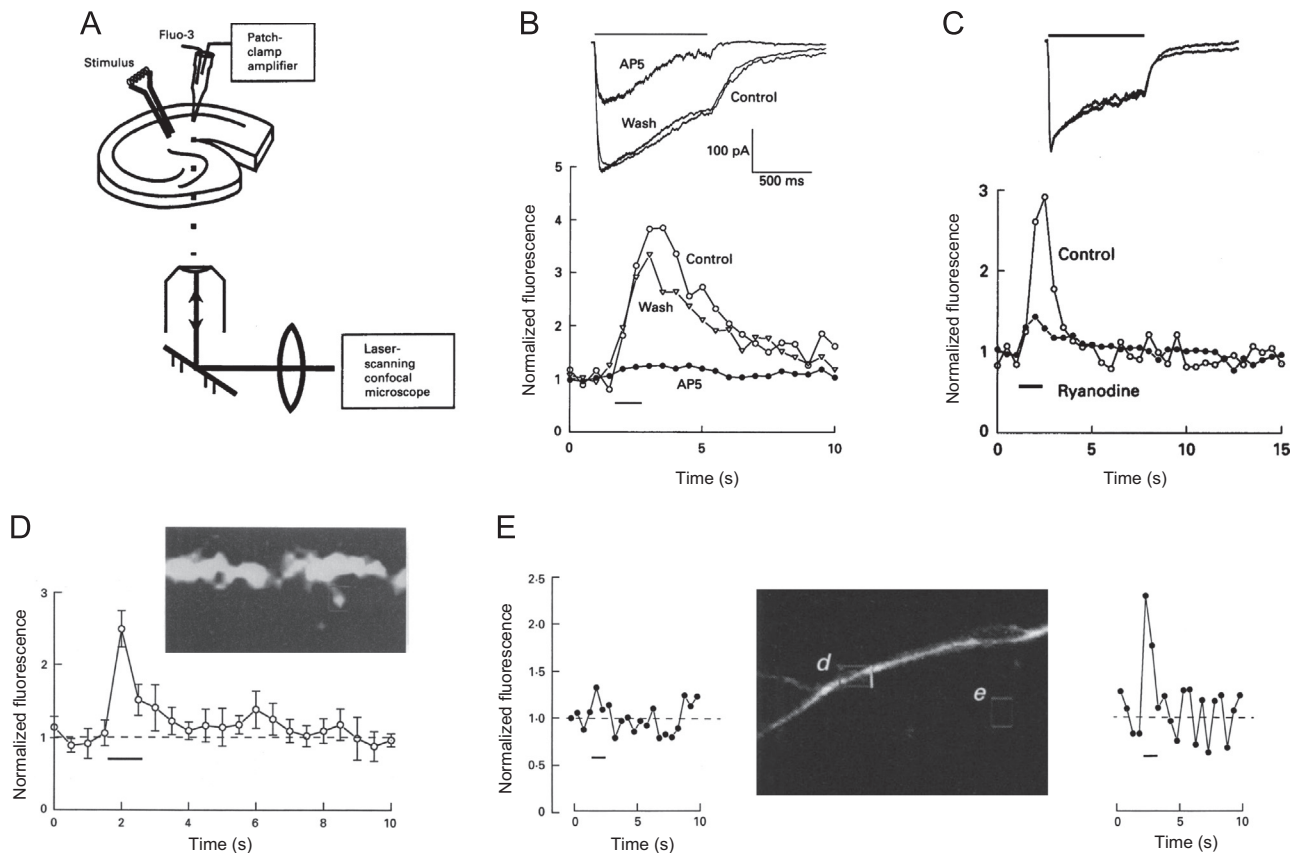 A
Fluo-3
Patch-
clamp
amplifier
Stimulus
Laser-
scanning
confocal
microscope
B
AP5
Control
Wash
100 pA
500 ms
5
4
3
2
1
0
Normalized fluorescence
Control
Wash
AP5
0
5
10
Time (s)
C
3
2
1
0
Normalized fluorescence
Control
Ryanodine
0
5
10
15
Time (s)
D
3
2
1
0
Normalized fluorescence
0
2
4
6
8
10
Time (s)
E
2·5
2·0
1·5
1·0
0·5
0
Normalized fluorescence
0
5
10
Time (s)
d
e
0
5
10
Time (s)